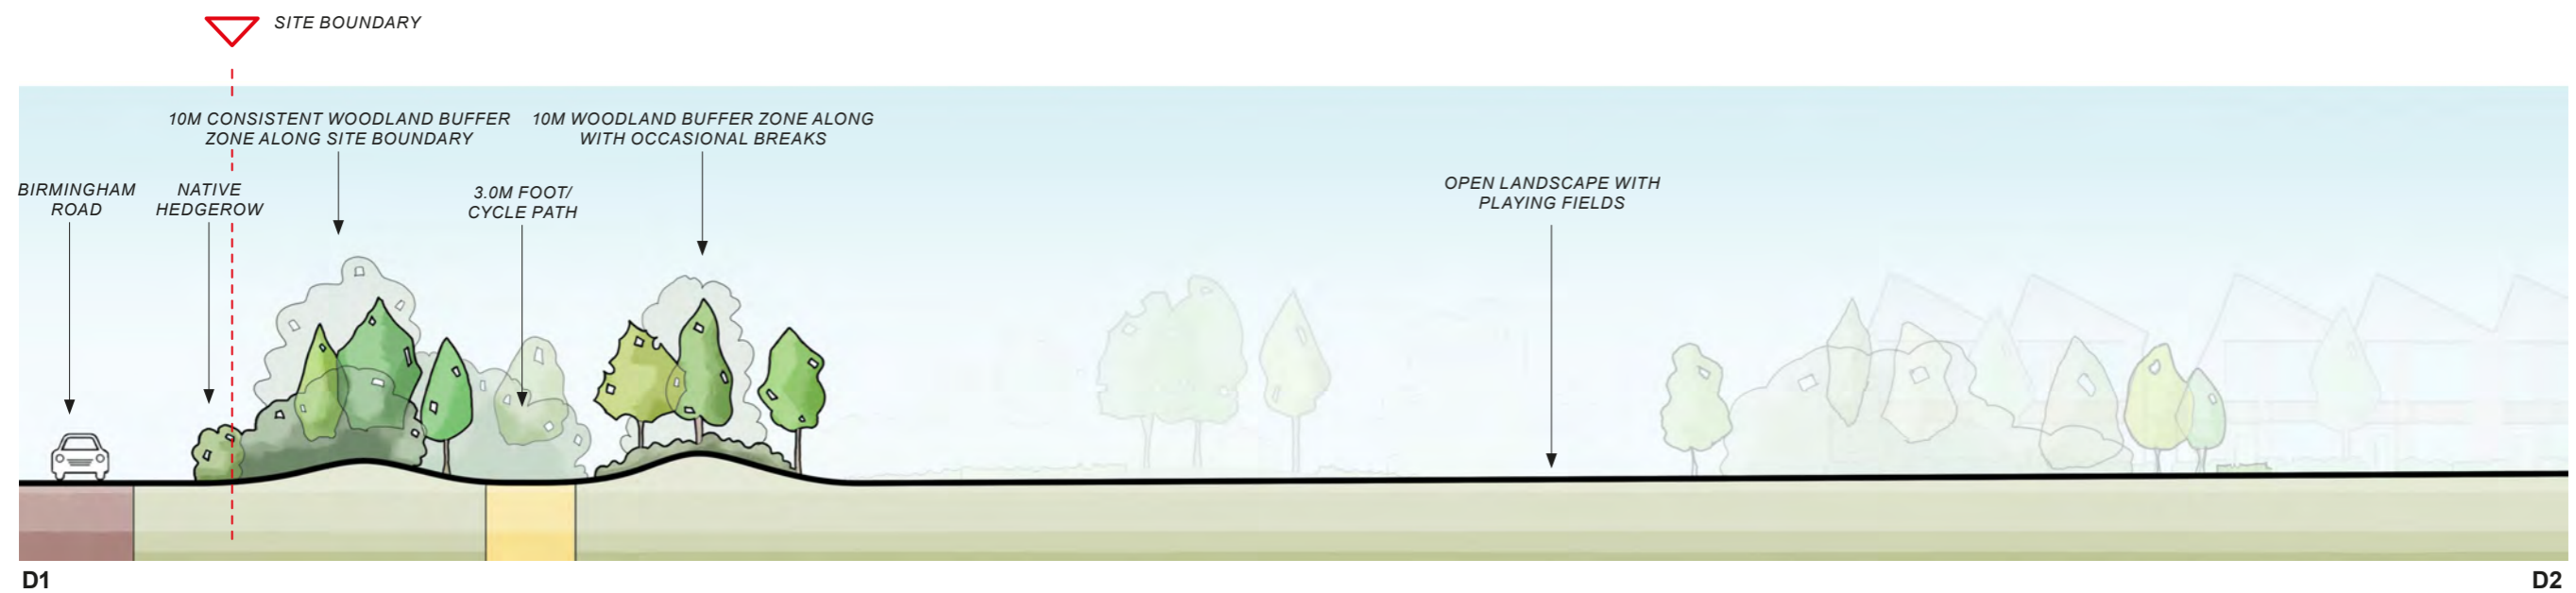 SITE BOUNDARY
10M CONSISTENT WOODLAND BUFFER
ZONE ALONG SITE BOUNDARY
10M WOODLAND BUFFER ZONE ALONG
WITH OCCASIONAL BREAKS
BIRMINGHAM
ROAD
NATIVE
HEDGEROW
3.0M FOOT/
CYCLE PATH
OPEN LANDSCAPE WITH
PLAYING FIELDS
D1
D2